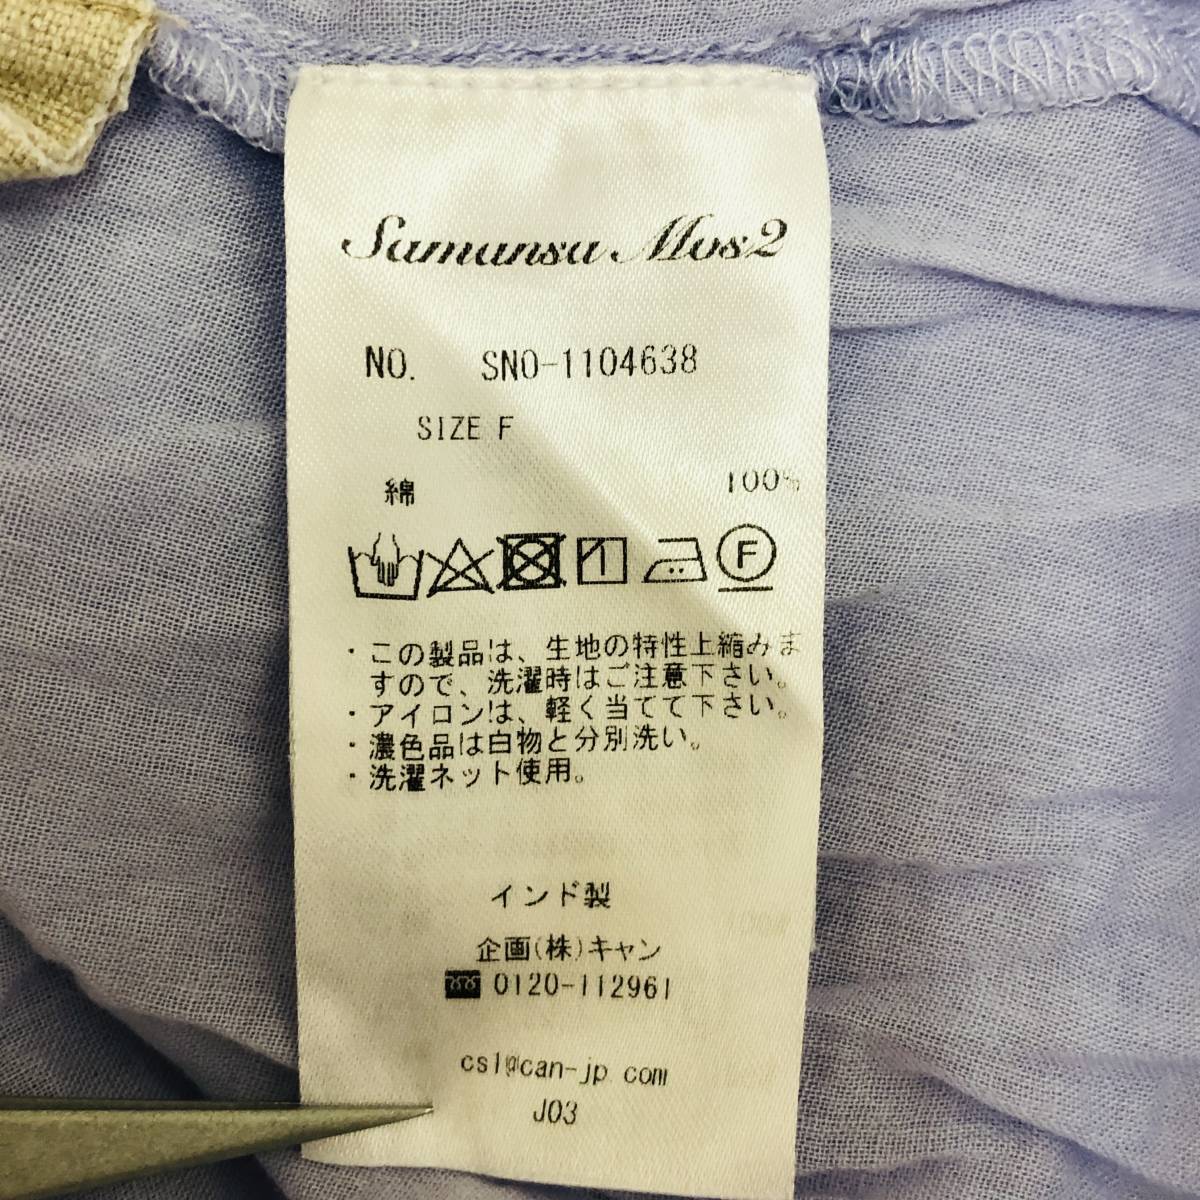 Samansa Mos2
NO. SNO-1104638
SIZE F
綿 100%
F
・この製品は、生地の特性上縮みま
すので、洗濯時はご注意下さい。
・アイロンは、軽く当てて下さい。
・濃色品は白物と分別洗い。
・洗濯ネット使用。
インド製
企画(株)キャン
0120-112961
cs1@can-jp.com
J03